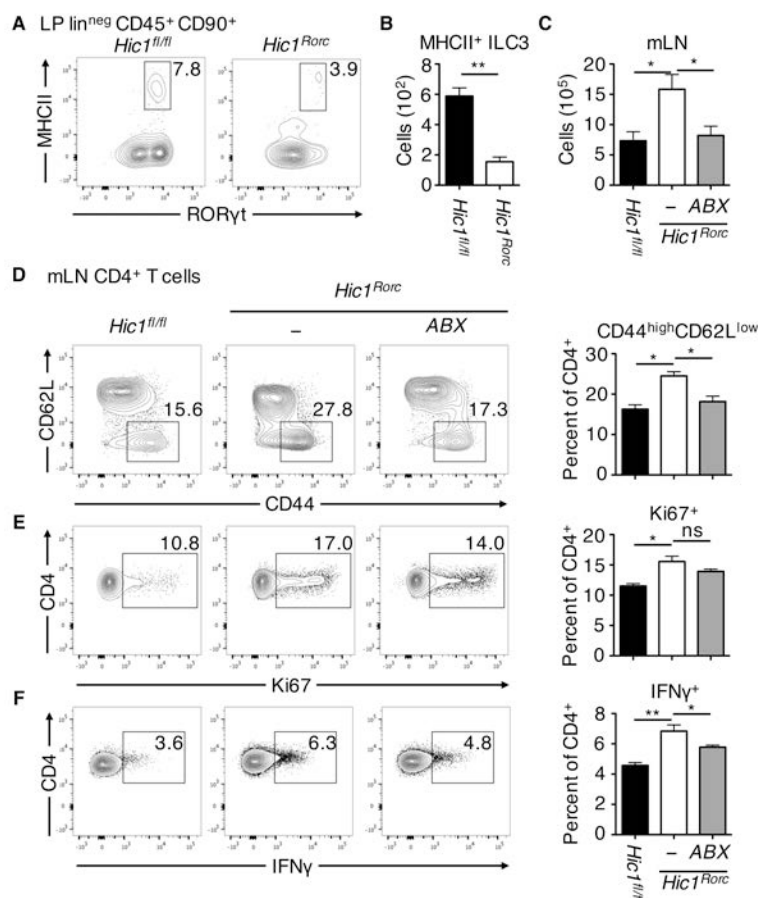 A LP lin^neg CD45⁺ CD90⁺
Hic1^fl/fl Hic1^Rorc
7.8 3.9
MHCII
RORγt
B
MHCII⁺ ILC3
Cells (10²)
8
6
4
2
0
**
Hic1^fl/fl
Hic1^Rorc
C
mLN
Cells (10⁵)
20
15
10
5
0
* *
Hic1^fl/fl
– ABX
Hic1^Rorc
D mLN CD4⁺ T cells
Hic1^Rorc
Hic1^fl/fl – ABX
15.6 27.8 17.3
CD62L
CD44
CD44^high CD62L^low
Percent of CD4⁺
30
20
10
0
* *
E
10.8 17.0 14.0
CD4
Ki67
Ki67⁺
Percent of CD4⁺
20
15
10
5
0
* ns
F
3.6 6.3 4.8
CD4
IFNγ
IFNγ⁺
Percent of CD4⁺
8
6
4
2
0
** *
Hic1^fl/fl
– ABX
Hic1^Rorc